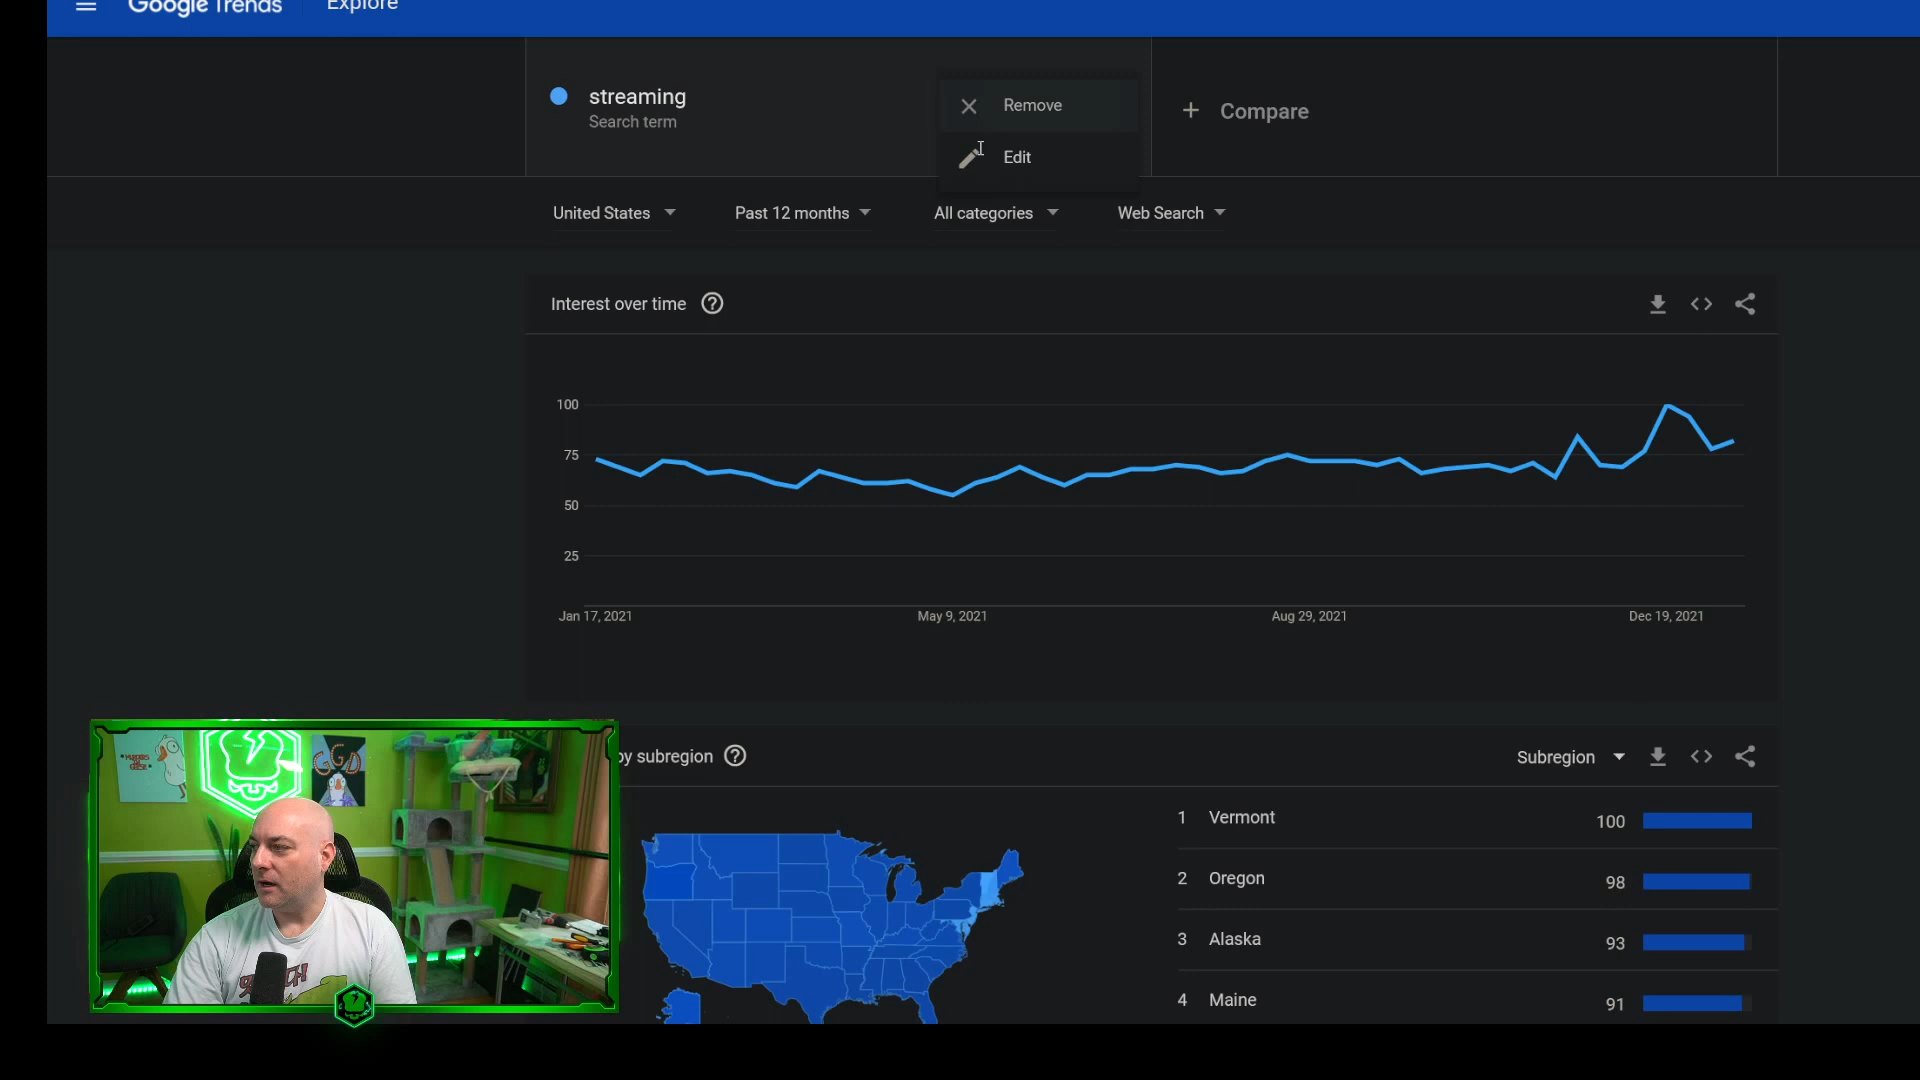 Google Trends
Explore
streaming
Search term
Remove
Edit
+ Compare
United States
Past 12 months
All categories
Web Search
Interest over time
100
75
50
25
Jan 17, 2021
May 9, 2021
Aug 29, 2021
Dec 19, 2021
by subregion
Subregion
1 Vermont 100
2 Oregon 98
3 Alaska 93
4 Maine 91
GGD